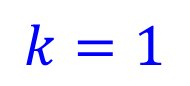 k = 1